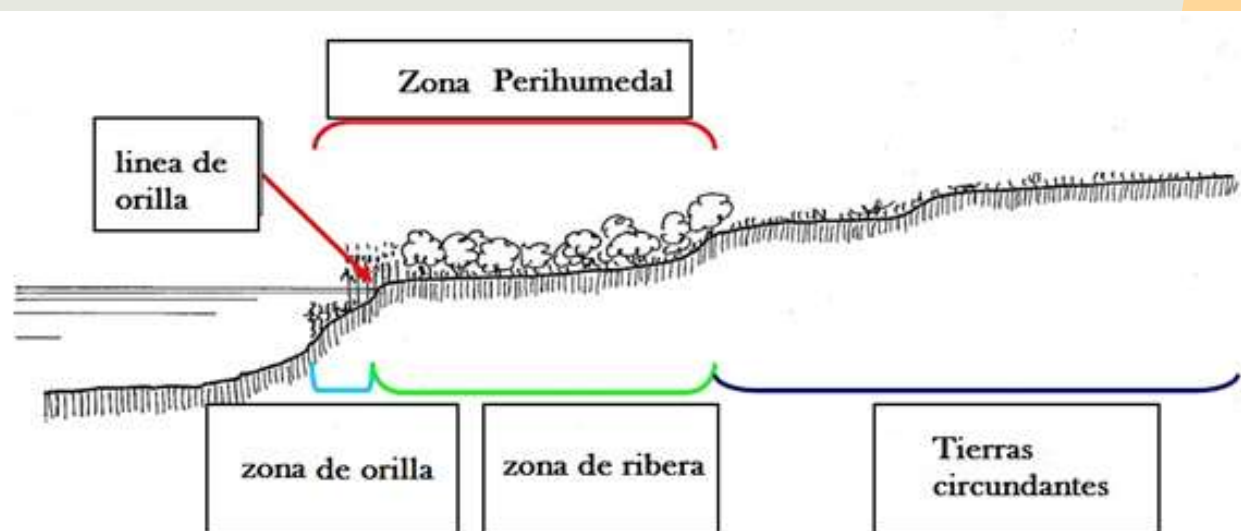 Zona Perihumedal
linea de
orilla
zona de orilla
zona de ribera
Tierras
circundantes